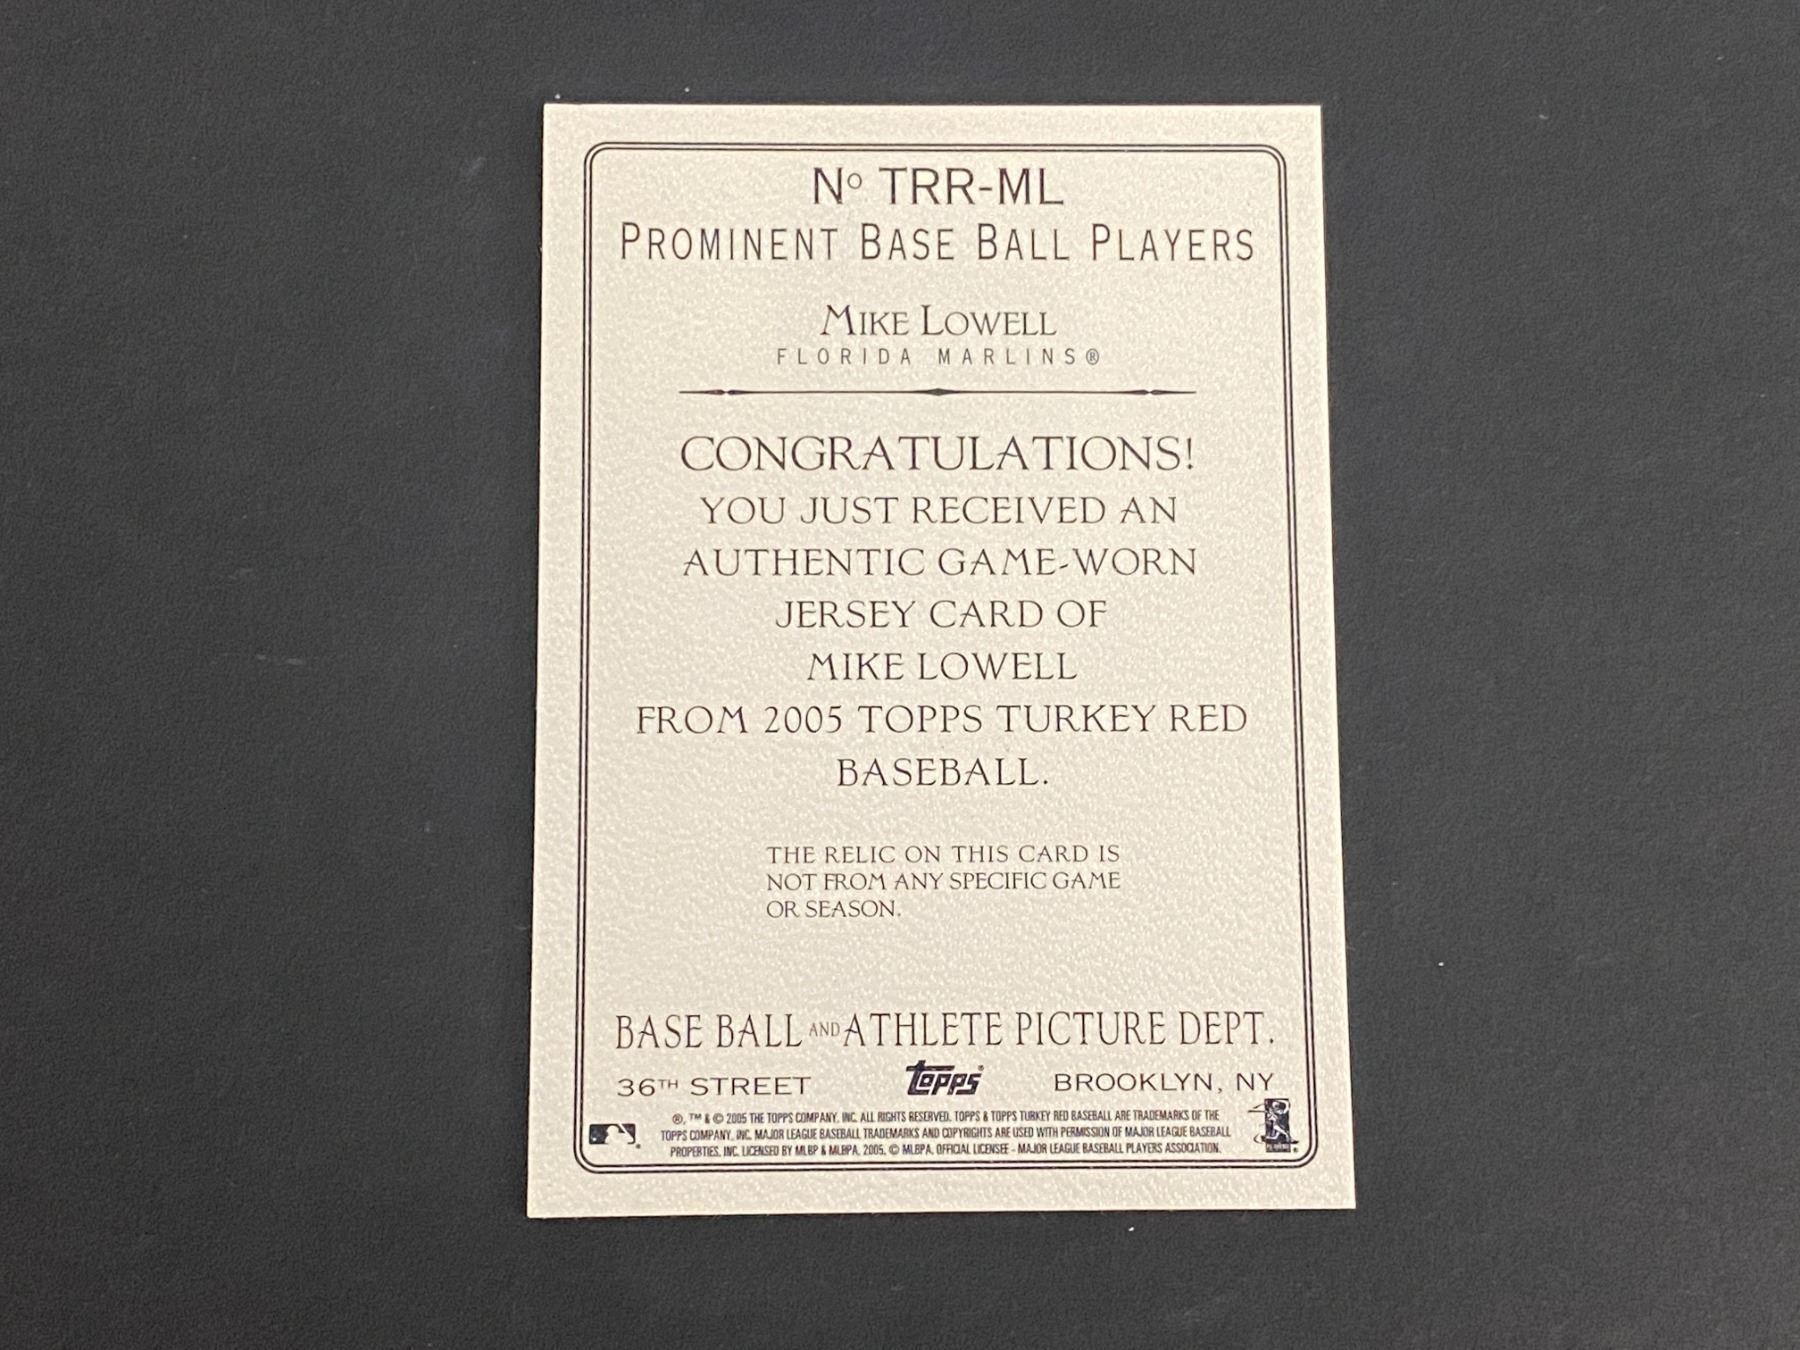 Nº TRR-ML
PROMINENT BASE BALL PLAYERS
MIKE LOWELL
FLORIDA MARLINS®
CONGRATULATIONS!
YOU JUST RECEIVED AN
AUTHENTIC GAME-WORN
JERSEY CARD OF
MIKE LOWELL
FROM 2005 TOPPS TURKEY RED
BASEBALL.
THE RELIC ON THIS CARD IS
NOT FROM ANY SPECIFIC GAME
OR SEASON.
BASE BALL AND ATHLETE PICTURE DEPT.
36TH STREET topps® BROOKLYN, NY
®, ™ & © 2005 THE TOPPS COMPANY, INC. ALL RIGHTS RESERVED. TOPPS & TOPPS TURKEY RED BASEBALL ARE TRADEMARKS OF THE
TOPPS COMPANY, INC. MAJOR LEAGUE BASEBALL TRADEMARKS AND COPYRIGHTS ARE USED WITH PERMISSION OF MAJOR LEAGUE BASEBALL
PROPERTIES, INC. LICENSED BY MLBP & MLBPA, 2005. © MLBPA. OFFICIAL LICENSEE - MAJOR LEAGUE BASEBALL PLAYERS ASSOCIATION.